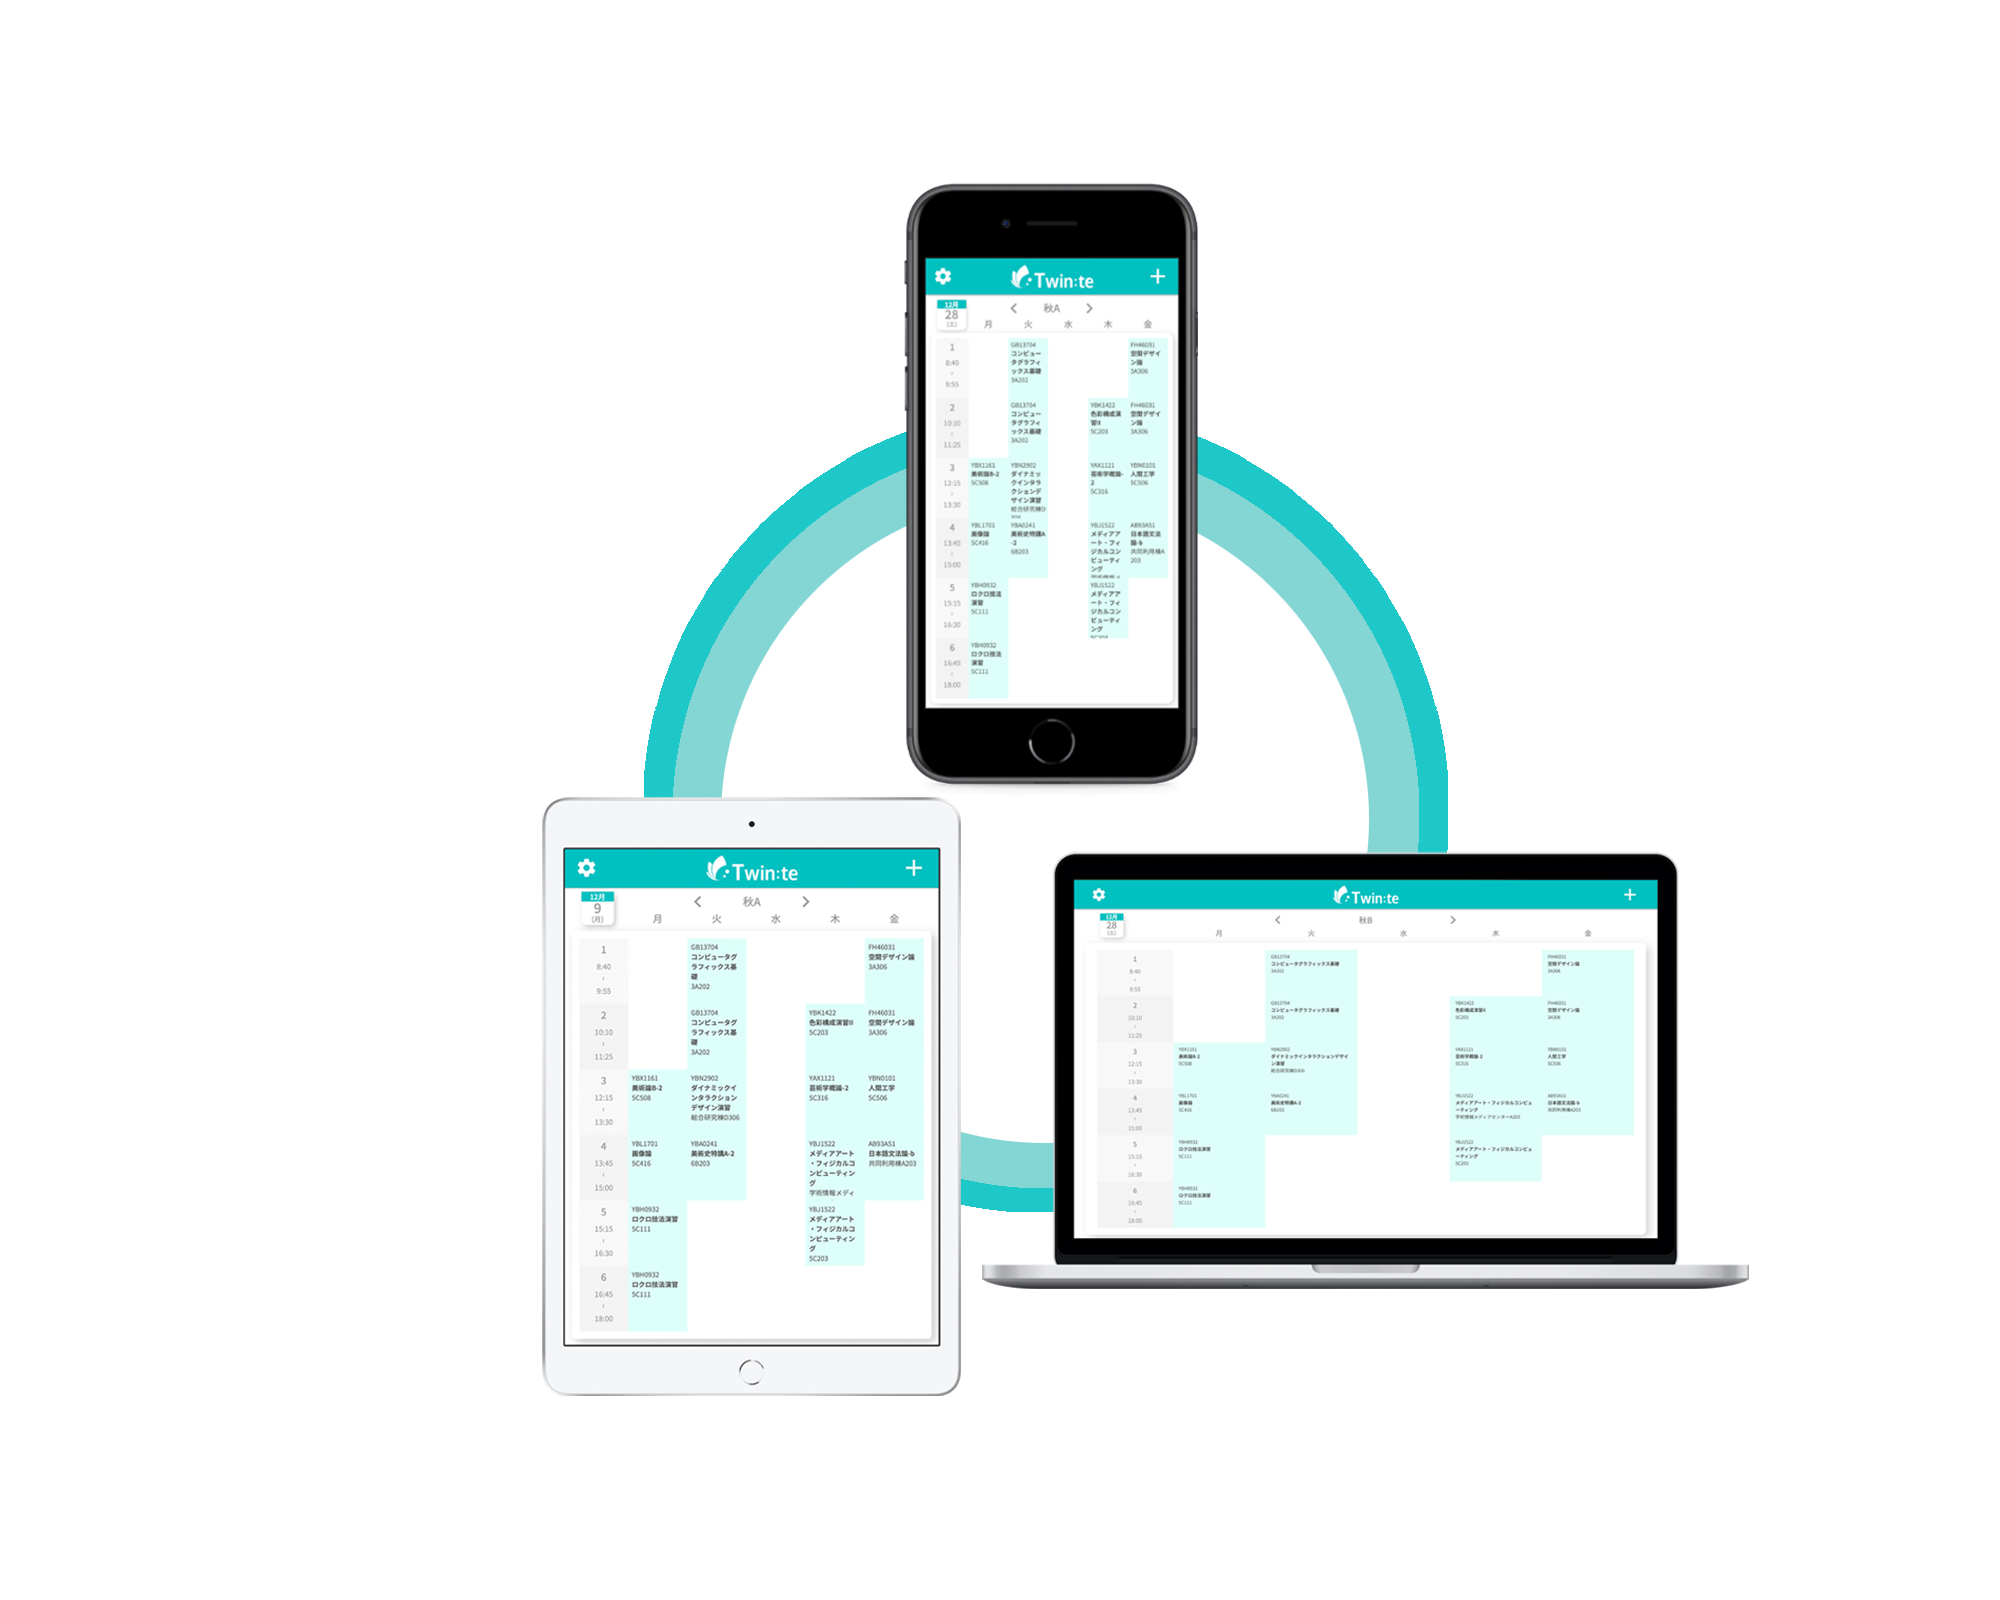 Twin:te
12月
28
(土)
秋A
月 火 水 木 金
1
8:40
9:55
GB13704
コンピュー
タグラフィ
ックス基礎
3A202
FH46031
空間デザイ
ン論
3A306
2
10:10
11:25
GB13704
コンピュー
タグラフィ
ックス基礎
3A202
YBK1422
色彩構成演
習II
5C203
FH46031
空間デザイ
ン論
3A306
3
12:15
13:30
YBX1161
美術論B-2
5C508
YBN2902
ダイナミッ
クインタラ
クションデ
ザイン演習
総合研究棟D
YAX1121
芸術学概論-
2
5C316
YBN0101
人間工学
5C506
4
13:45
15:00
YBL1701
画像論
5C416
YBA0241
美術史特講A
-2
6B203
YBJ1522
メディアア
ート・フィ
ジカルコン
ピューティ
ング
AB93A51
日本語文法
論-b
共同利用棟A
203
5
15:15
16:30
YBH0932
ロクロ技法
演習
5C111
YBJ1522
メディアア
ート・フィ
ジカルコン
ピューティ
ング
5C203
6
16:45
18:00
YBH0932
ロクロ技法
演習
5C111
Twin:te
12月
9
(月)
秋A
月 火 水 木 金
1
8:40
9:55
GB13704
コンピュータグ
ラフィックス基
礎
3A202
FH46031
空間デザイン論
3A306
2
10:10
11:25
GB13704
コンピュータグ
ラフィックス基
礎
3A202
YBK1422
色彩構成演習II
5C203
FH46031
空間デザイン論
3A306
3
12:15
13:30
YBX1161
美術論B-2
5C508
YBN2902
ダイナミックイ
ンタラクション
デザイン演習
総合研究棟D306
YAX1121
芸術学概論-2
5C316
YBN0101
人間工学
5C506
4
13:45
15:00
YBL1701
画像論
5C416
YBA0241
美術史特講A-2
6B203
YBJ1522
メディアアート
・フィジカルコ
ンピューティン
グ
学術情報メディ
AB93A51
日本語文法論-b
共同利用棟A203
5
15:15
16:30
YBH0932
ロクロ技法演習
5C111
YBJ1522
メディアアート
・フィジカルコ
ンピューティン
グ
5C203
6
16:45
18:00
YBH0932
ロクロ技法演習
5C111
Twin:te
12月
28
(土)
秋B
月 火 水 木 金
1
8:40
9:55
GB13704
コンピュータグラフィックス基礎
3A202
FH46031
空間デザイン論
3A306
2
10:10
11:25
GB13704
コンピュータグラフィックス基礎
3A202
YBK1422
色彩構成演習II
5C203
FH46031
空間デザイン論
3A306
3
12:15
13:30
YBX1161
美術論B-2
5C508
YBN2902
ダイナミックインタラクションデザイ
ン演習
総合研究棟D306
YAX1121
芸術学概論-2
5C316
YBN0101
人間工学
5C506
4
13:45
15:00
YBL1701
画像論
5C416
YBA0241
美術史特講A-2
6B203
YBJ1522
メディアアート・フィジカルコンピュ
ーティング
学術情報メディアセンターA203
AB93A51
日本語文法論-b
共同利用棟A203
5
15:15
16:30
YBH0932
ロクロ技法演習
5C111
YBJ1522
メディアアート・フィジカルコンピュ
ーティング
5C203
6
16:45
18:00
YBH0932
ロクロ技法演習
5C111